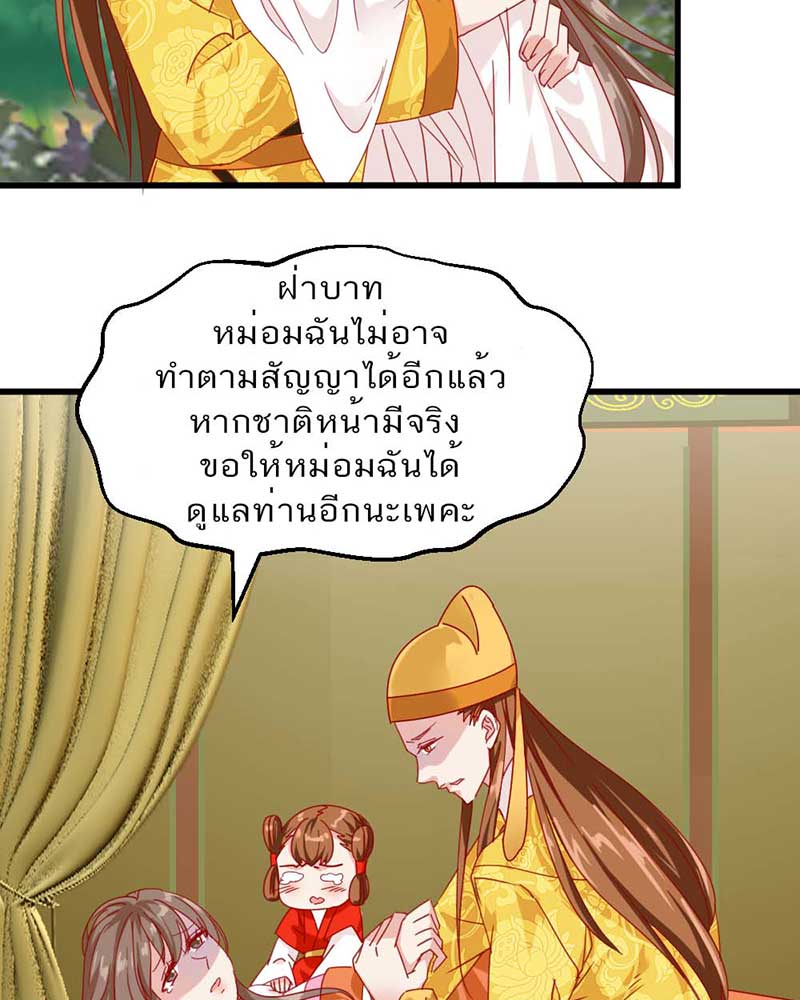 ฝ่าบาท
หม่อมฉันไม่อาจ
ทำตามสัญญาได้อีกแล้ว
หากชาติหน้ามีจริง
ขอให้หม่อมฉันได้
ดูแลท่านอีกนะเพคะ